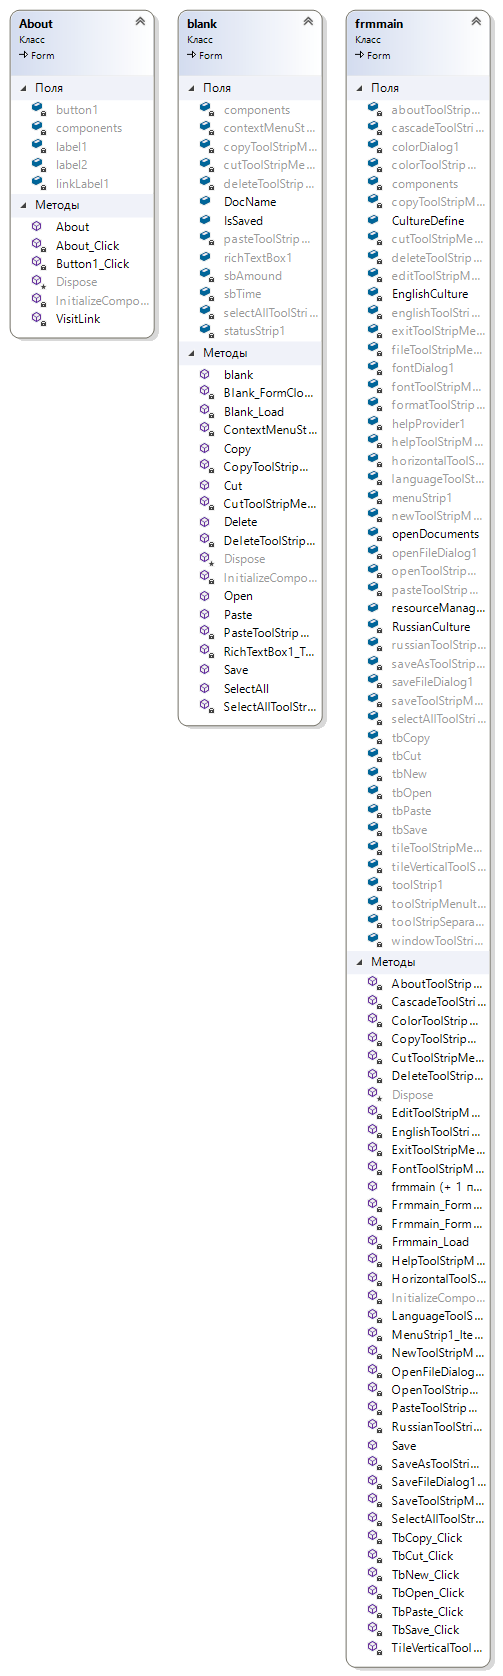 About
Класс
Form
Поля
button1
components
label1
label2
linkLabel1
Методы
About
About_Click
Button1_Click
Dispose
InitializeCompo...
VisitLink
blank
Класс
Form
Поля
components
contextMenuSt...
copyToolStripM...
cutToolStripMe...
deleteToolStrip...
DocName
IsSaved
pasteToolStrip...
richTextBox1
sbAmound
sbTime
selectAllToolStri...
statusStrip1
Методы
blank
Blank_FormClo...
Blank_Load
ContextMenuSt...
Copy
CopyToolStrip...
Cut
CutToolStripMe...
Delete
DeleteToolStrip...
Dispose
InitializeCompo...
Open
Paste
PasteToolStrip...
RichTextBox1_T...
Save
SelectAll
SelectAllToolStr...
frmmain
Класс
Form
Поля
aboutToolStrip...
cascadeToolStri...
colorDialog1
colorToolStrip...
components
copyToolStripM...
CultureDefine
cutToolStripMe...
deleteToolStrip...
editToolStripM...
EnglishCulture
englishToolStri...
exitToolStripMe...
fileToolStripMe...
fontDialog1
fontToolStripM...
formatToolStrip...
helpProvider1
helpToolStripM...
horizontalToolS...
languageToolSt...
menuStrip1
newToolStripM...
openDocuments
openFileDialog1
openToolStrip...
pasteToolStrip...
resourceManag...
RussianCulture
russianToolStrip...
saveAsToolStrip...
saveFileDialog1
saveToolStripM...
selectAllToolStri...
tbCopy
tbCut
tbNew
tbOpen
tbPaste
tbSave
tileToolStripMe...
tileVerticalToolS...
toolStrip1
toolStripMenuIt...
toolStripSepara...
windowToolStri...
Методы
AboutToolStrip...
CascadeToolStri...
ColorToolStrip...
CopyToolStrip...
CutToolStripMe...
DeleteToolStrip...
Dispose
EditToolStripM...
EnglishToolStri...
ExitToolStripMe...
FontToolStripM...
frmmain (+ 1 п...
Frmmain_Form...
Frmmain_Form...
Frmmain_Load
HelpToolStripM...
HorizontalToolS...
InitializeCompo...
LanguageToolS...
MenuStrip1_Ite...
NewToolStripM...
OpenFileDialog...
OpenToolStrip...
PasteToolStrip...
RussianToolStri...
Save
SaveAsToolStri...
SaveFileDialog1...
SaveToolStripM...
SelectAllToolStr...
TbCopy_Click
TbCut_Click
TbNew_Click
TbOpen_Click
TbPaste_Click
TbSave_Click
TileVerticalTool...